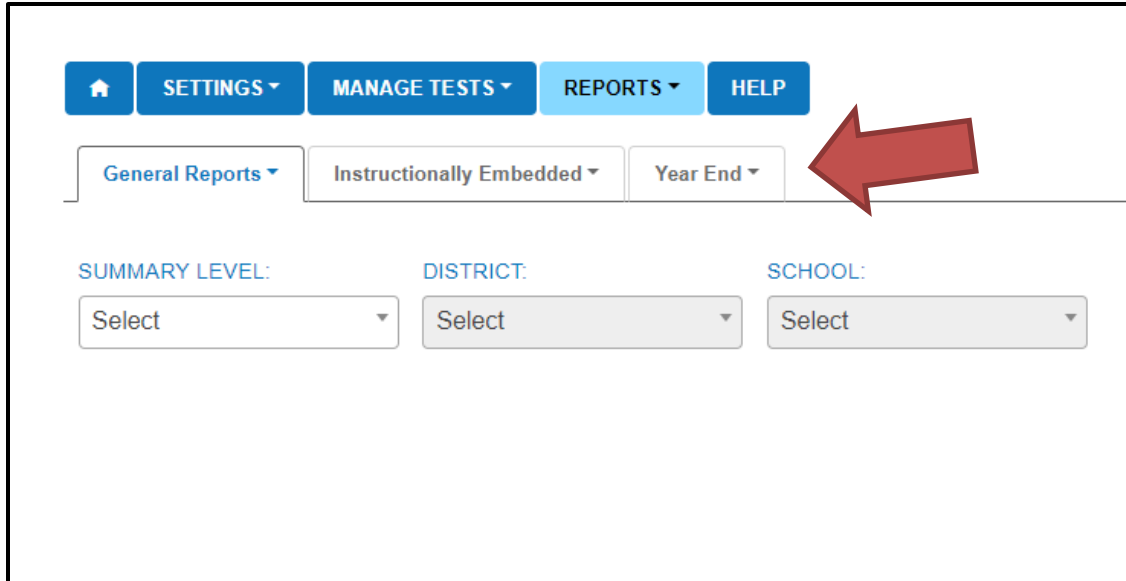 SETTINGS MANAGE TESTS REPORTS HELP
General Reports Instructionally Embedded Year End
SUMMARY LEVEL: DISTRICT: SCHOOL:
Select Select Select